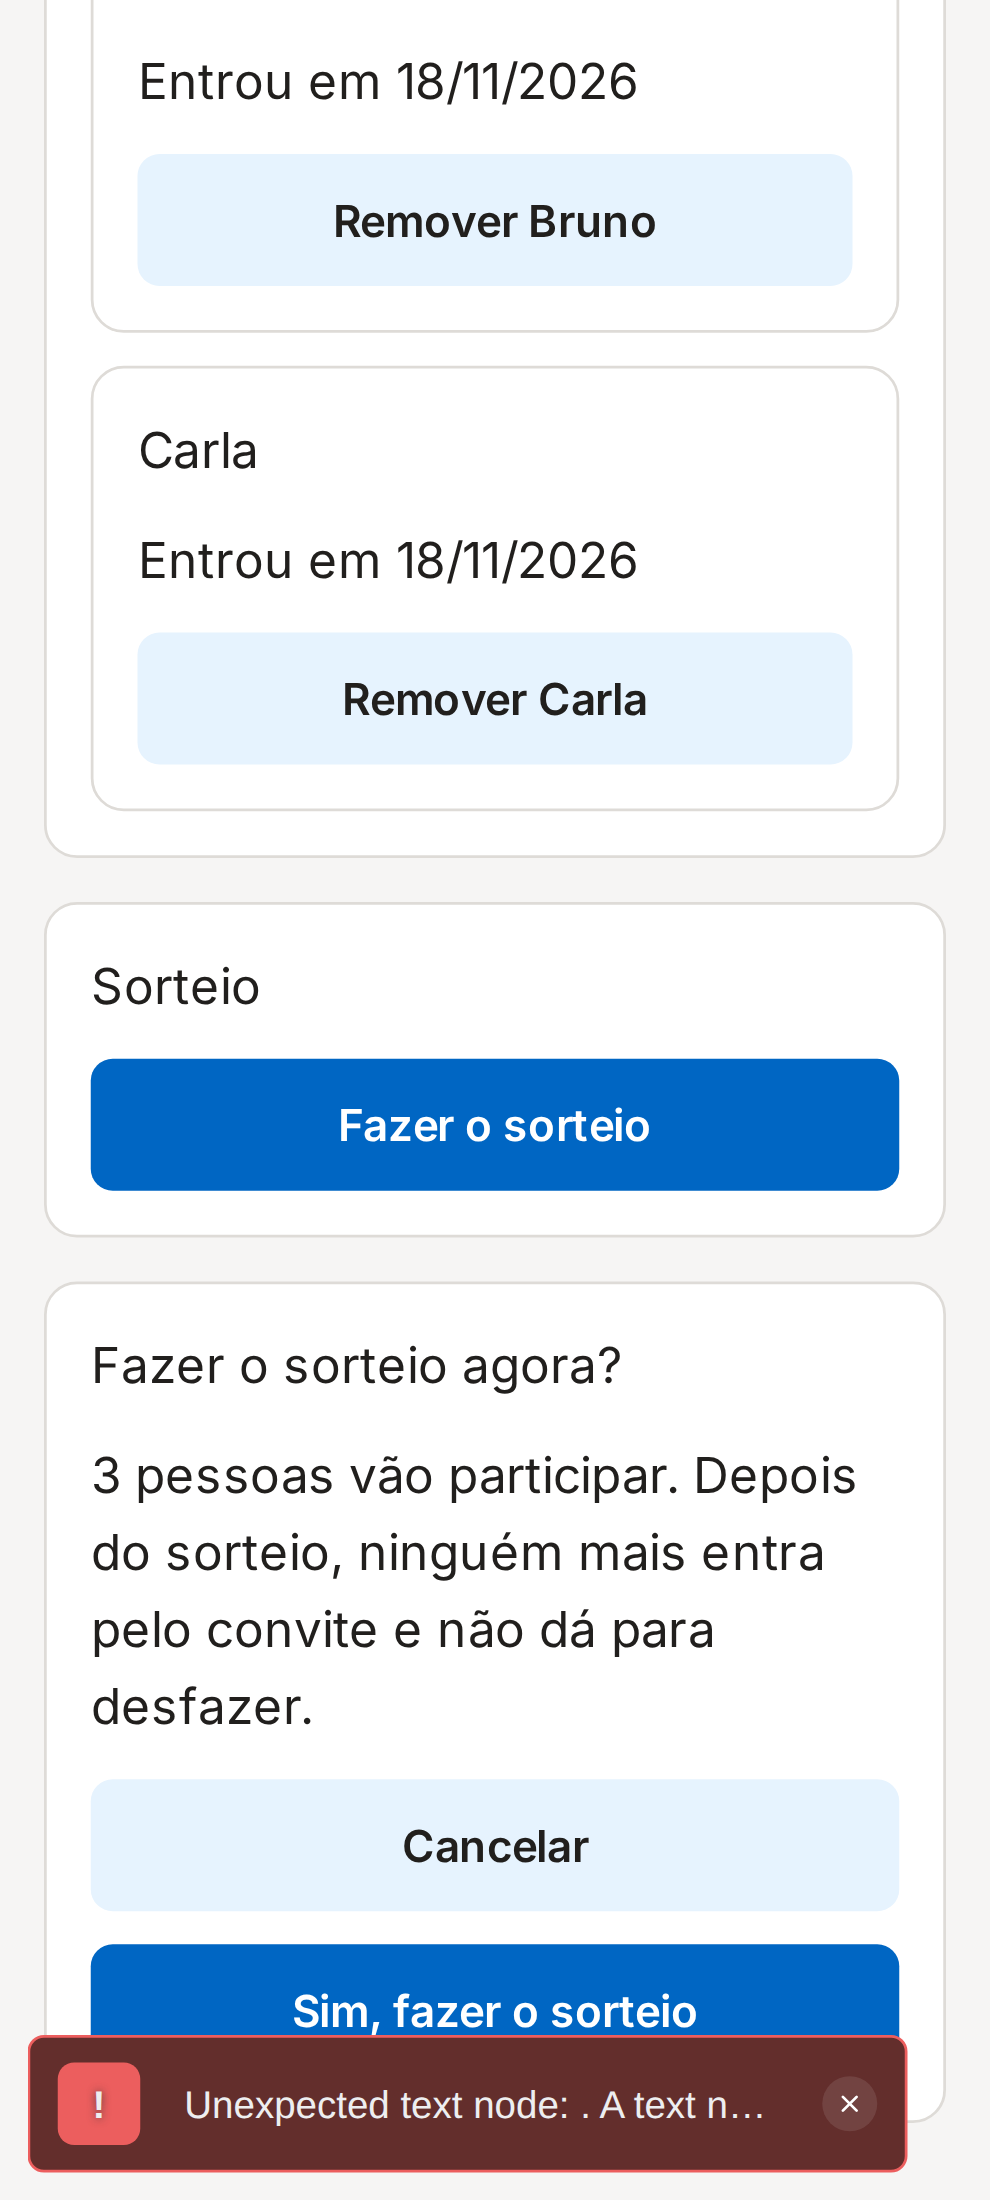 Entrou em 18/11/2026
Remover Bruno
Carla
Entrou em 18/11/2026
Remover Carla
Sorteio
Fazer o sorteio
Fazer o sorteio agora?
3 pessoas vão participar. Depois
do sorteio, ninguém mais entra
pelo convite e não dá para
desfazer.
Cancelar
Sim, fazer o sorteio
! Unexpected text node: . A text n...